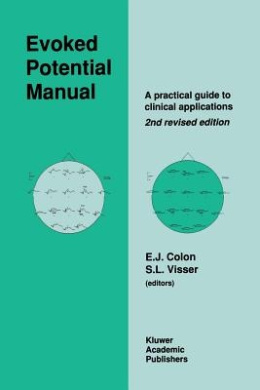 Evoked
Potential
Manual
A practical guide to
clinical applications
2nd revised edition
E.J. Colon
S.L. Visser
(editors)
Kluwer
Academic
Publishers